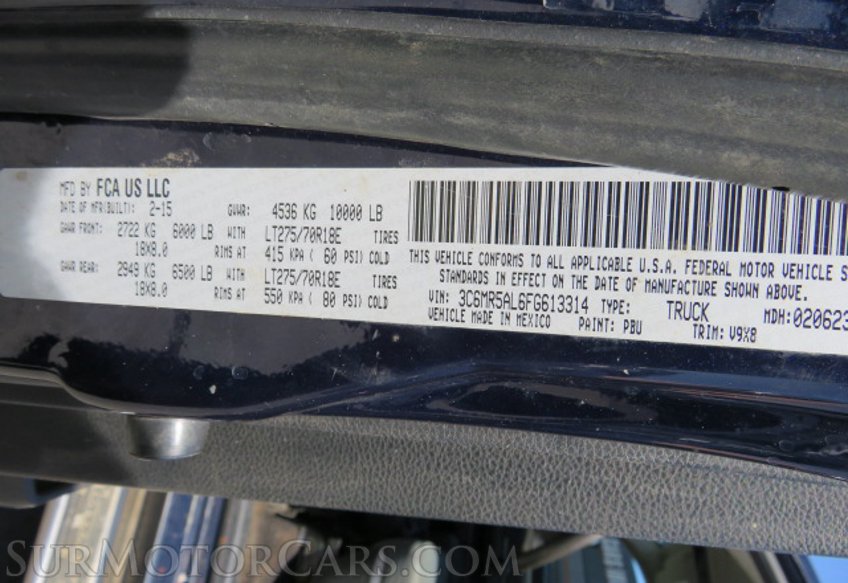 MFD BY FCA US LLC
DATE OF MFR(BUILT): 2-15 GVWR: 4536 KG 10000 LB
GAWR FRONT: 2722 KG 6000 LB WITH LT275/70R18E TIRES
18X8.0 RIMS AT 415 KPA ( 60 PSI) COLD
GAWR REAR: 2948 KG 6500 LB WITH LT275/70R18E TIRES
18X8.0 RIMS AT 550 KPA ( 80 PSI) COLD
THIS VEHICLE CONFORMS TO ALL APPLICABLE U.S.A. FEDERAL MOTOR VEHICLE
STANDARDS IN EFFECT ON THE DATE OF MANUFACTURE SHOWN ABOVE.
VIN: 3C6MR5AL6FG613314 TYPE: TRUCK MDH:020623
VEHICLE MADE IN MEXICO PAINT: PBU TRIM: V9X8
SURMOTORCARS.COM